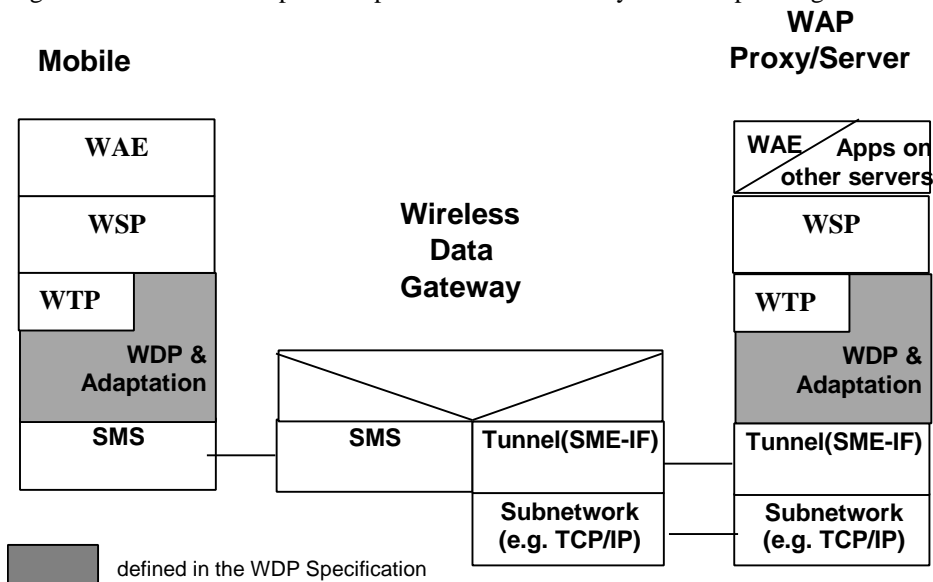 WAP
Proxy/Server
Mobile
WAE
WSP
WTP
WDP &
Adaptation
SMS
Wireless
Data
Gateway
SMS
Tunnel(SME-IF)
Subnetwork
(e.g. TCP/IP)
WAE
Apps on
other servers
WSP
WTP
WDP &
Adaptation
Tunnel(SME-IF)
Subnetwork
(e.g. TCP/IP)
defined in the WDP Specification